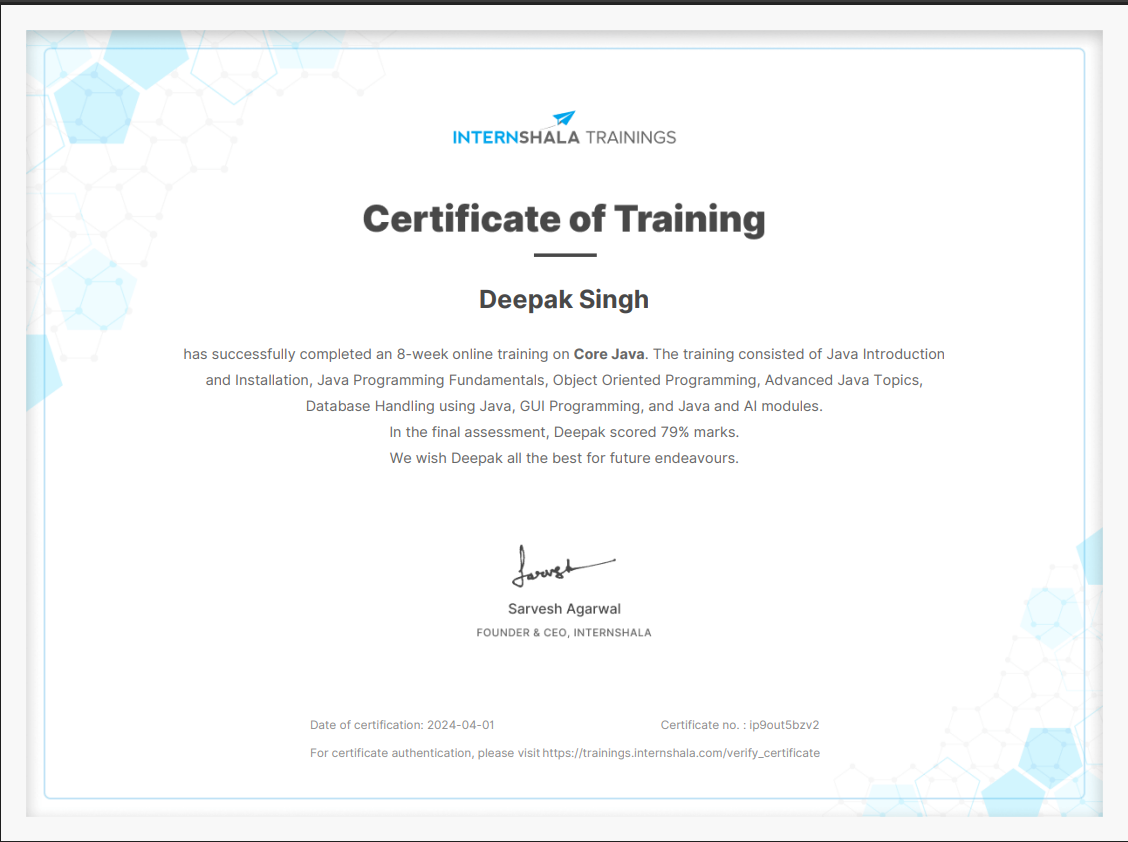 INTERNSHALA TRAININGS
Certificate of Training
Deepak Singh
has successfully completed an 8-week online training on Core Java. The training consisted of Java Introduction
and Installation, Java Programming Fundamentals, Object Oriented Programming, Advanced Java Topics,
Database Handling using Java, GUI Programming, and Java and AI modules.
In the final assessment, Deepak scored 79% marks.
We wish Deepak all the best for future endeavours.
Sarvesh
Sarvesh Agarwal
FOUNDER & CEO, INTERNSHALA
Date of certification: 2024-04-01 Certificate no. : ip9out5bzv2
For certificate authentication, please visit https://trainings.internshala.com/verify_certificate